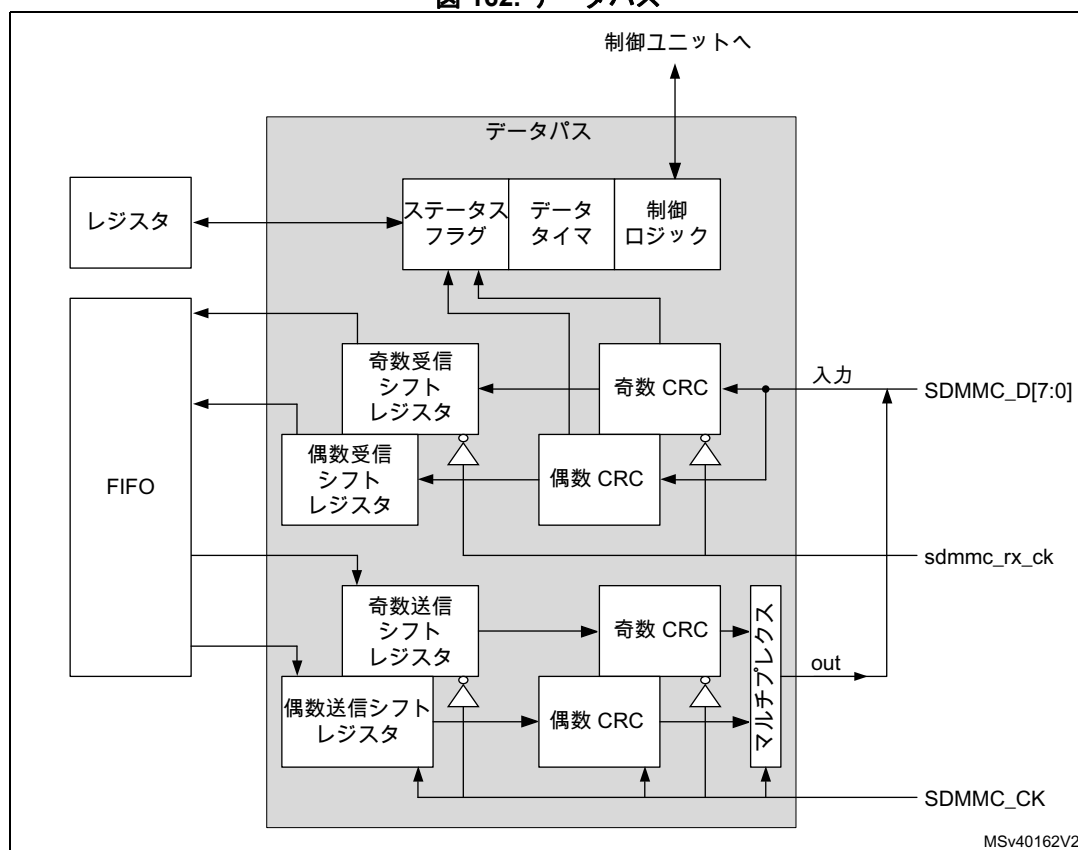 図 162. データパス
制御ユニットへ
データパス
レジスタ
ステータス
フラグ
データ
タイマ
制御
ロジック
FIFO
奇数受信
シフト
レジスタ
奇数 CRC
入力
SDMMC_D[7:0]
偶数受信
シフト
レジスタ
偶数 CRC
sdmmc_rx_ck
奇数送信
シフト
レジスタ
奇数 CRC
マルチプレクス
out
偶数送信シフト
レジスタ
偶数 CRC
SDMMC_CK
MSv40162V2